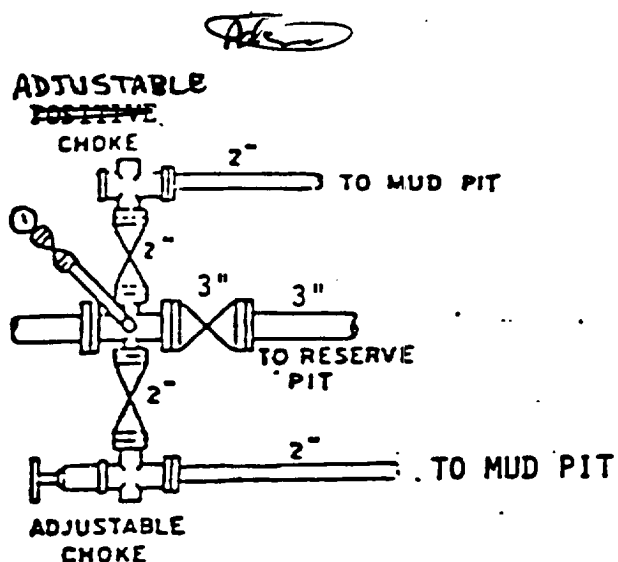 ADJUSTABLE
POSITIVE
CHOKE
2"
TO MUD PIT
2"
3"
3"
TO RESERVE
PIT
2"
2"
TO MUD PIT
ADJUSTABLE
CHOKE